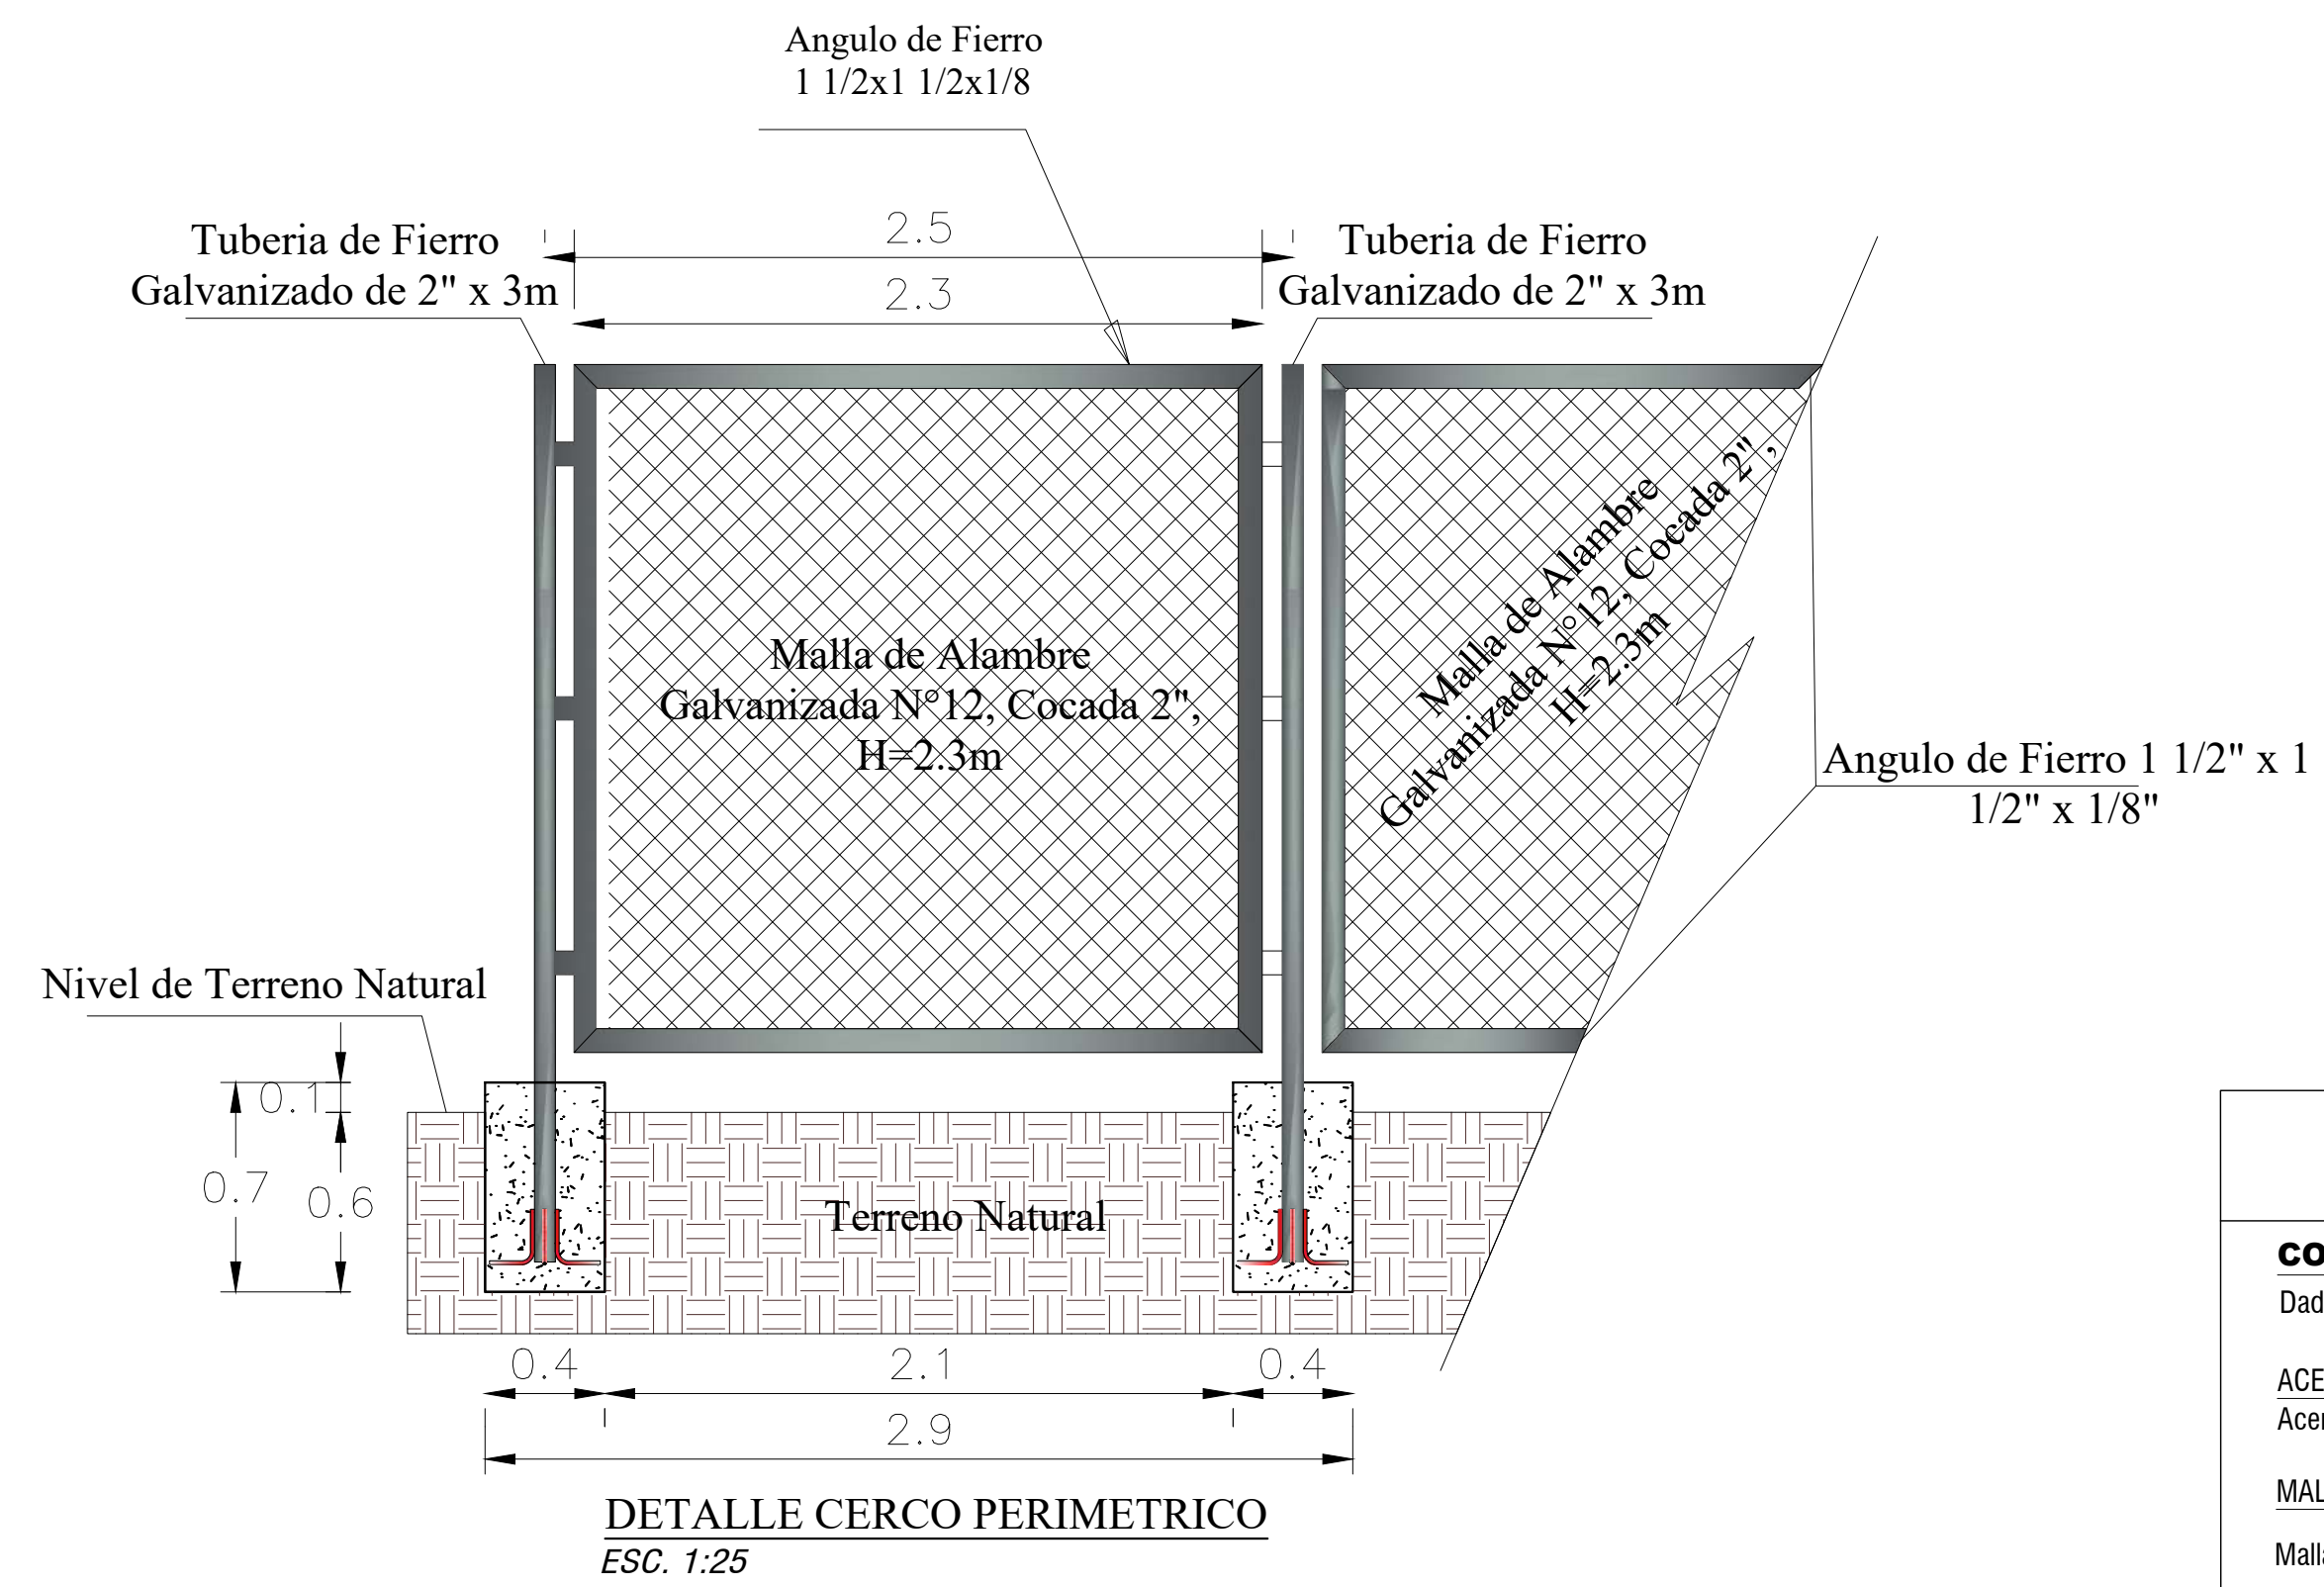 Angulo de Fierro
1 1/2x1 1/2x1/8
2.5
2.3
Tuberia de Fierro
Galvanizado de 2" x 3m
Tuberia de Fierro
Galvanizado de 2" x 3m
Malla de Alambre
Galvanizada N°12, Cocada 2",
H=2.3m
Malla de Alambre
Galvanizada N°12, Cocada 2",
H=2.3m
Angulo de Fierro 1 1/2" x 1
1/2" x 1/8"
Nivel de Terreno Natural
0.1
0.7
0.6
Terreno Natural
0.4
2.1
0.4
2.9
DETALLE CERCO PERIMETRICO
ESC. 1:25